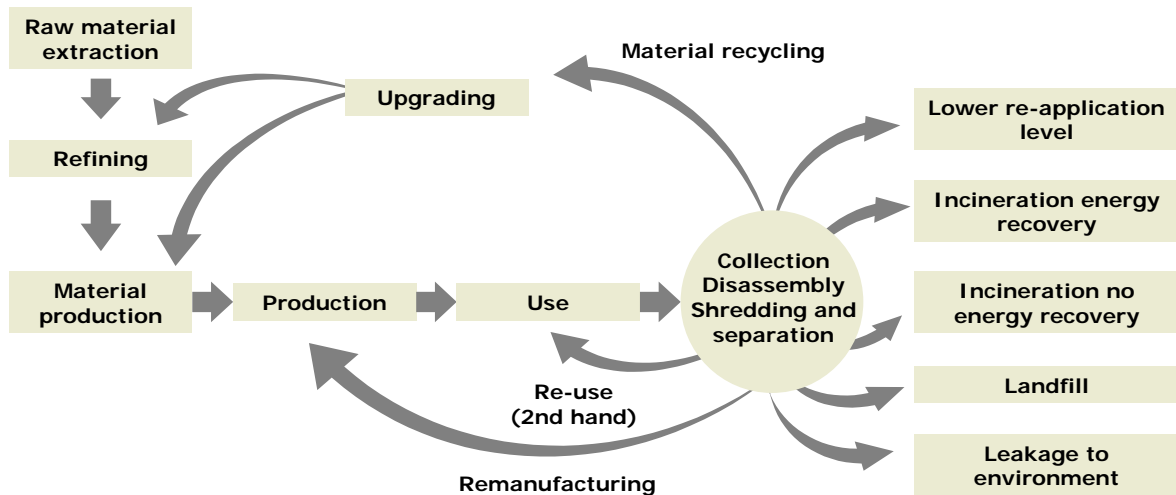 Raw material
extraction
Material recycling
Upgrading
Lower re-application
level
Refining
Incineration energy
recovery
Collection
Disassembly
Shredding and
separation
Material
production
Production
Use
Incineration no
energy recovery
Re-use
(2nd hand)
Landfill
Remanufacturing
Leakage to
environment